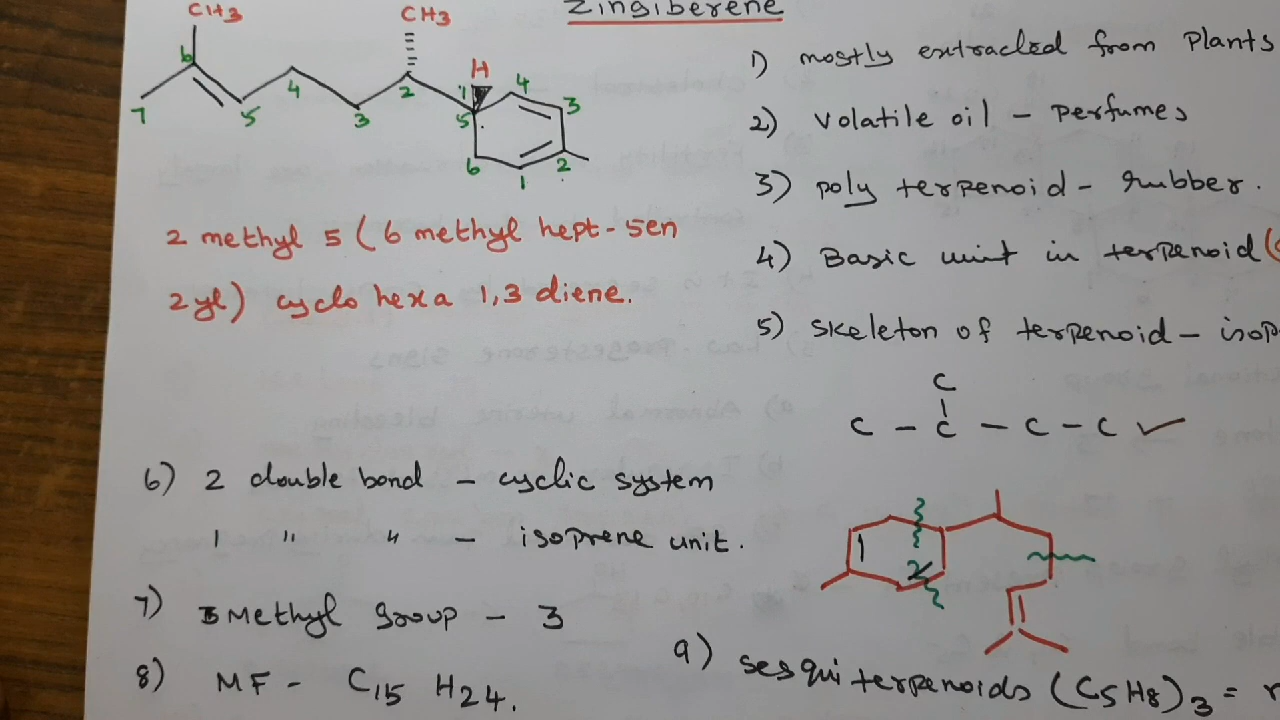 Zingiberene
CH3
CH3
H
6
7
5
4
3
2
1
5
4
3
2
1
6
2 methyl 5 ( 6 methyl hept - 5en
2 yl ) cyclo hexa 1,3 diene.
1) mostly extracted from Plants
2) volatile oil - perfumes
3) poly terpenoid - rubber.
4) Basic unit in terpenoid (
5) skeleton of terpenoid - isop
C
C - C - C - C ✓
6) 2 double bond - cyclic system
1 " " - isoprene unit.
7) Methyl group - 3
8) MF - C15 H24.
1
2
9) sesquiterpenoids (C5H8)3 =